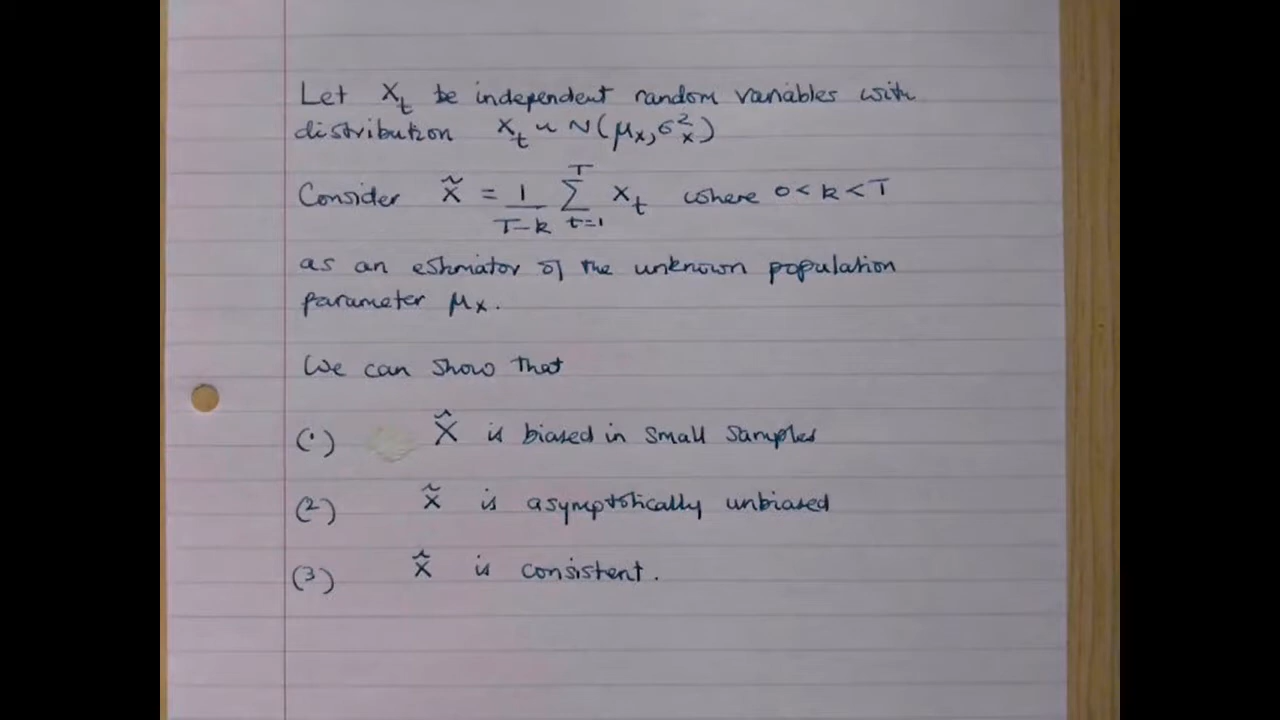 Let X_t be independent random variables with
distribution X_t ~ N(μ_x, σ²_x)
Consider X̃ = 1/(T-k) Σ_{t=1}^{T} X_t where 0 < k < T
as an estimator of the unknown population
parameter μ_x.
We can show that
(1) X̃ is biased in small samples
(2) X̃ is asymptotically unbiased
(3) X̃ is consistent.